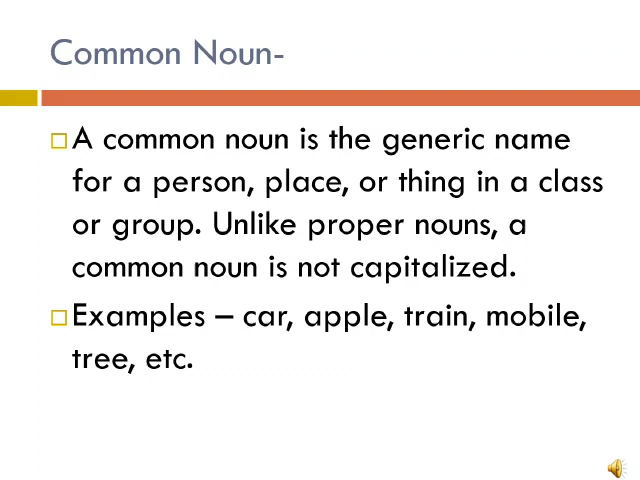 Common Noun-
A common noun is the generic name
for a person, place, or thing in a class
or group. Unlike proper nouns, a
common noun is not capitalized.
Examples – car, apple, train, mobile,
tree, etc.